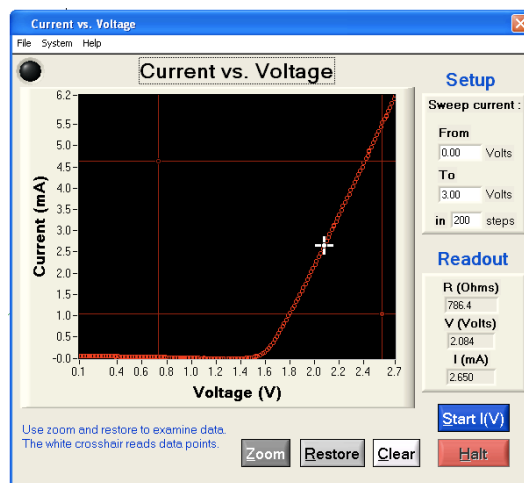 Current vs. Voltage
File System Help
Current vs. Voltage
6.2
5.5
5.0
4.5
4.0
3.5
3.0
2.5
2.0
1.5
1.0
0.5
-0.0
Current (mA)
0.1 0.4 0.6 0.8 1.0 1.2 1.4 1.6 1.8 2.0 2.2 2.4 2.7
Voltage (V)
Setup
Sweep current :
From
0.00 Volts
To
3.00 Volts
in 200 steps
Readout
R (Ohms)
786.4
V (Volts)
2.084
I (mA)
2.650
Use zoom and restore to examine data.
The white crosshair reads data points.
Zoom Restore Clear
Start I(V)
Halt